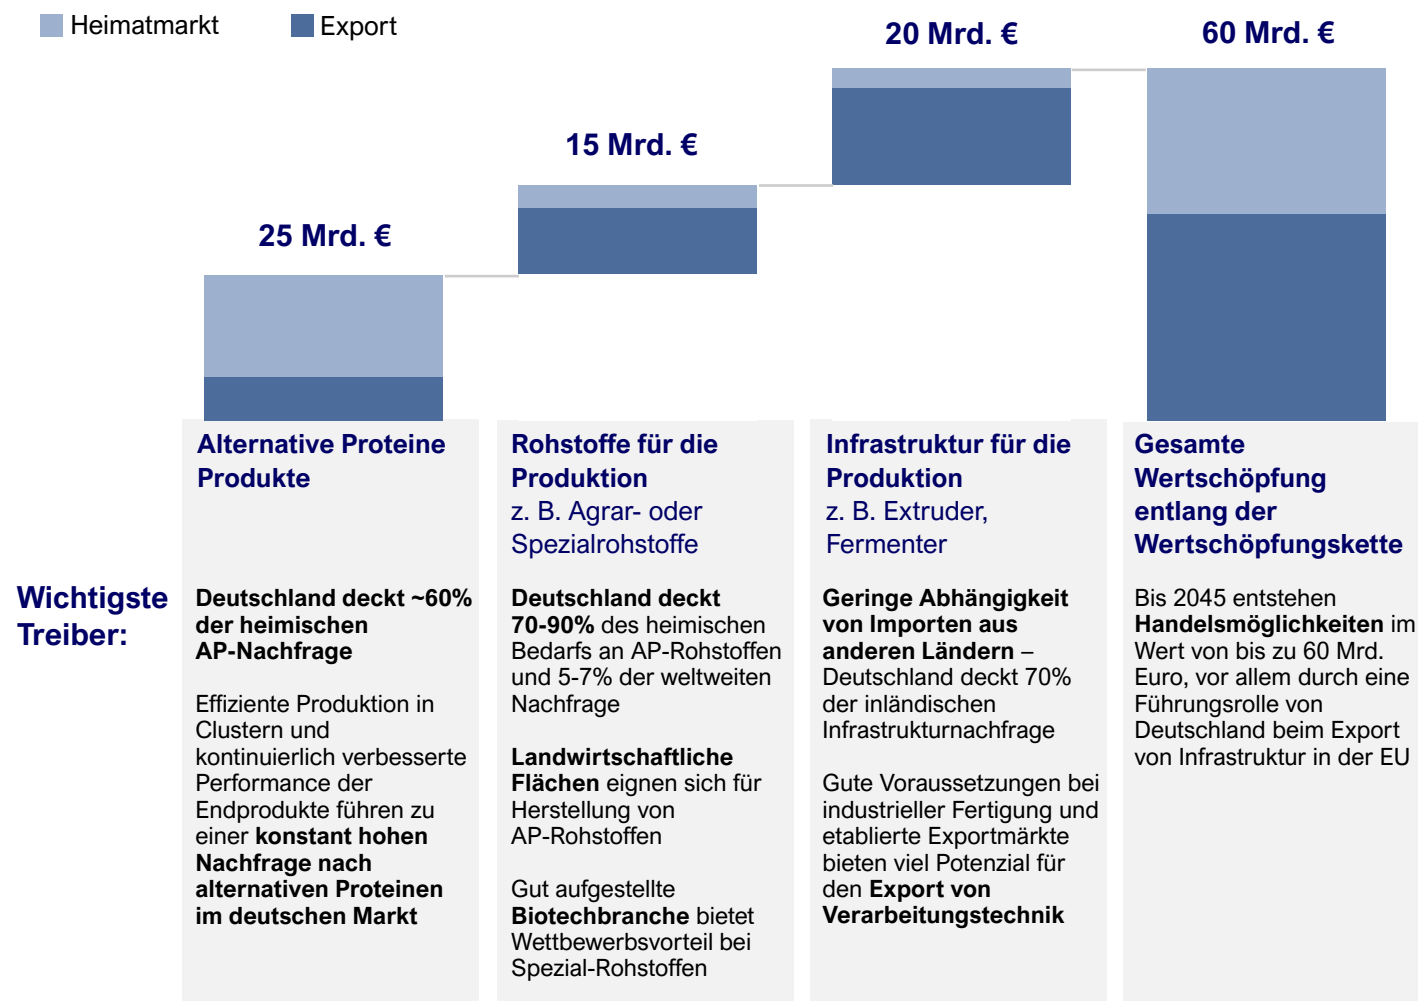 Heimatmarkt
Export
25 Mrd. €
15 Mrd. €
20 Mrd. €
60 Mrd. €
Alternative Proteine
Produkte
Rohstoffe für die
Produktion
z. B. Agrar- oder
Spezialrohstoffe
Infrastruktur für die
Produktion
z. B. Extruder,
Fermenter
Gesamte
Wertschöpfung
entlang der
Wertschöpfungskette
Wichtigste
Treiber:
Deutschland deckt ~60%
der heimischen
AP-Nachfrage
Effiziente Produktion in
Clustern und
kontinuierlich verbesserte
Performance der
Endprodukte führen zu
einer konstant hohen
Nachfrage nach
alternativen Proteinen
im deutschen Markt
Deutschland deckt
70-90% des heimischen
Bedarfs an AP-Rohstoffen
und 5-7% der weltweiten
Nachfrage
Landwirtschaftliche
Flächen eignen sich für
Herstellung von
AP-Rohstoffen
Gut aufgestellte
Biotechbranche bietet
Wettbewerbsvorteil bei
Spezial-Rohstoffen
Geringe Abhängigkeit
von Importen aus
anderen Ländern –
Deutschland deckt 70%
der inländischen
Infrastrukturnachfrage
Gute Voraussetzungen bei
industrieller Fertigung und
etablierte Exportmärkte
bieten viel Potenzial für
den Export von
Verarbeitungstechnik
Bis 2045 entstehen
Handelsmöglichkeiten im
Wert von bis zu 60 Mrd.
Euro, vor allem durch eine
Führungsrolle von
Deutschland beim Export
von Infrastruktur in der EU